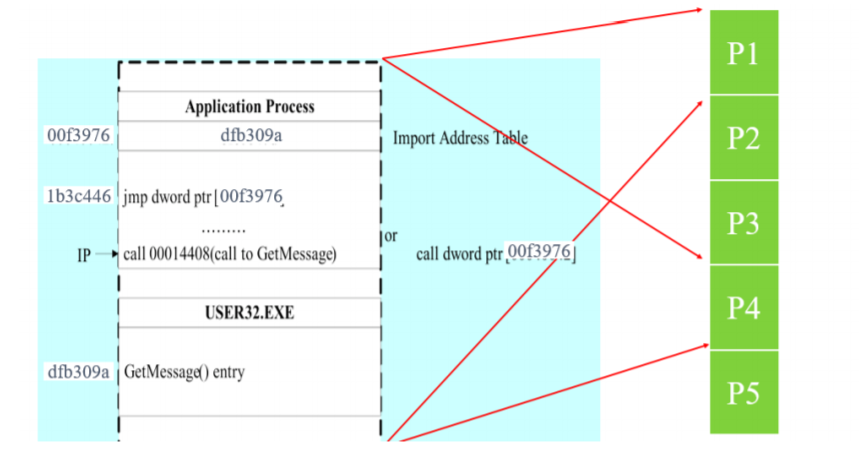 Application Process
00f3976 dfb309a Import Address Table
1b3c446 jmp dword ptr[00f3976
.........
or
IP call 00014408(call to GetMessage) call dword ptr 00f3976]
USER32.EXE
dfb309a GetMessage() entry
P1
P2
P3
P4
P5